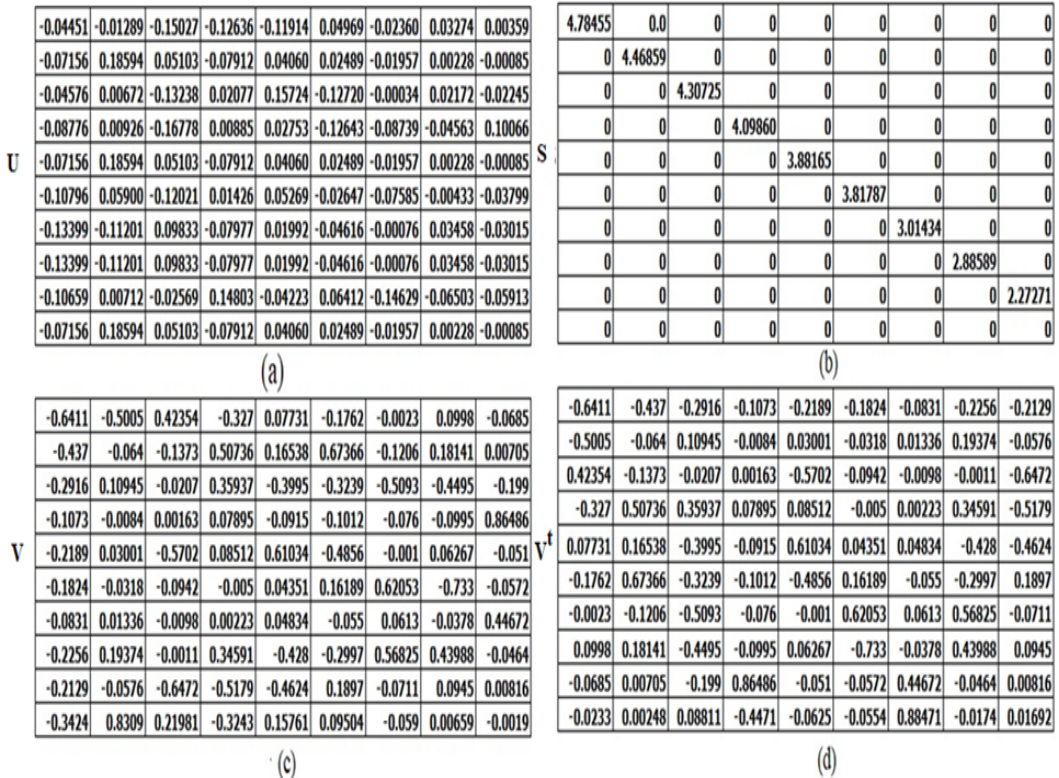 -0.04451 -0.01289 -0.15027 -0.12636 -0.11914 0.04969 -0.02360 0.03274 0.00359
-0.07156 0.18594 0.05103 -0.07912 0.04060 0.02489 -0.01957 0.00228 -0.00085
-0.04576 0.00672 -0.13238 0.02077 0.15724 -0.12720 -0.00034 0.02172 -0.02245
-0.08776 0.00926 -0.16778 0.00885 0.02753 -0.12643 -0.08739 -0.04563 0.10066
U -0.07156 0.18594 0.05103 -0.07912 0.04060 0.02489 -0.01957 0.00228 -0.00085
-0.10796 0.05900 -0.12021 0.01426 0.05269 -0.02647 -0.07585 -0.00433 -0.03799
-0.13399 -0.11201 0.09833 -0.07977 0.01992 -0.04616 -0.00076 0.03458 -0.03015
-0.13399 -0.11201 0.09833 -0.07977 0.01992 -0.04616 -0.00076 0.03458 -0.03015
-0.10659 0.00712 -0.02569 0.14803 -0.04223 0.06412 -0.14629 -0.06503 -0.05913
-0.07156 0.18594 0.05103 -0.07912 0.04060 0.02489 -0.01957 0.00228 -0.00085
(a)
4.78455 0.0 0 0 0 0 0 0 0
0 4.46859 0 0 0 0 0 0 0
0 0 4.30725 0 0 0 0 0 0
0 0 0 4.09860 0 0 0 0 0
S 0 0 0 0 3.88165 0 0 0 0
0 0 0 0 0 3.81787 0 0 0
0 0 0 0 0 0 3.01434 0 0
0 0 0 0 0 0 0 2.88589 0
0 0 0 0 0 0 0 0 2.27271
0 0 0 0 0 0 0 0 0
(b)
-0.6411 -0.5005 0.42354 -0.327 0.07731 -0.1762 -0.0023 0.0998 -0.0685
-0.437 -0.064 -0.1373 0.50736 0.16538 0.67366 -0.1206 0.18141 0.00705
-0.2916 0.10945 -0.0207 0.35937 -0.3995 -0.3239 -0.5093 -0.4495 -0.199
-0.1073 -0.0084 0.00163 0.07895 -0.0915 -0.1012 -0.076 -0.0995 0.86486
V -0.2189 0.03001 -0.5702 0.08512 0.61034 -0.4856 -0.001 0.06267 -0.051
-0.1824 -0.0318 -0.0942 -0.005 0.04351 0.16189 0.62053 -0.733 -0.0572
-0.0831 0.01336 -0.0098 0.00223 0.04834 -0.055 0.0613 -0.0378 0.44672
-0.2256 0.19374 -0.0011 0.34591 -0.428 -0.2997 0.56825 0.43988 -0.0464
-0.2129 -0.0576 -0.6472 -0.5179 -0.4624 0.1897 -0.0711 0.0945 0.00816
-0.3424 0.8309 0.21981 -0.3243 0.15761 0.09504 -0.059 0.00659 -0.0019
(c)
-0.6411 -0.437 -0.2916 -0.1073 -0.2189 -0.1824 -0.0831 -0.2256 -0.2129
-0.5005 -0.064 0.10945 -0.0084 0.03001 -0.0318 0.01336 0.19374 -0.0576
0.42354 -0.1373 -0.0207 0.00163 -0.5702 -0.0942 -0.0098 -0.0011 -0.6472
-0.327 0.50736 0.35937 0.07895 0.08512 -0.005 0.00223 0.34591 -0.5179
V^t 0.07731 0.16538 -0.3995 -0.0915 0.61034 0.04351 0.04834 -0.428 -0.4624
-0.1762 0.67366 -0.3239 -0.1012 -0.4856 0.16189 -0.055 -0.2997 0.1897
-0.0023 -0.1206 -0.5093 -0.076 -0.001 0.62053 0.0613 0.56825 -0.0711
0.0998 0.18141 -0.4495 -0.0995 0.06267 -0.733 -0.0378 0.43988 0.0945
-0.0685 0.00705 -0.199 0.86486 -0.051 -0.0572 0.44672 -0.0464 0.00816
-0.0233 0.00248 0.08811 -0.4471 -0.0625 -0.0554 0.88471 -0.0174 0.01692
(d)